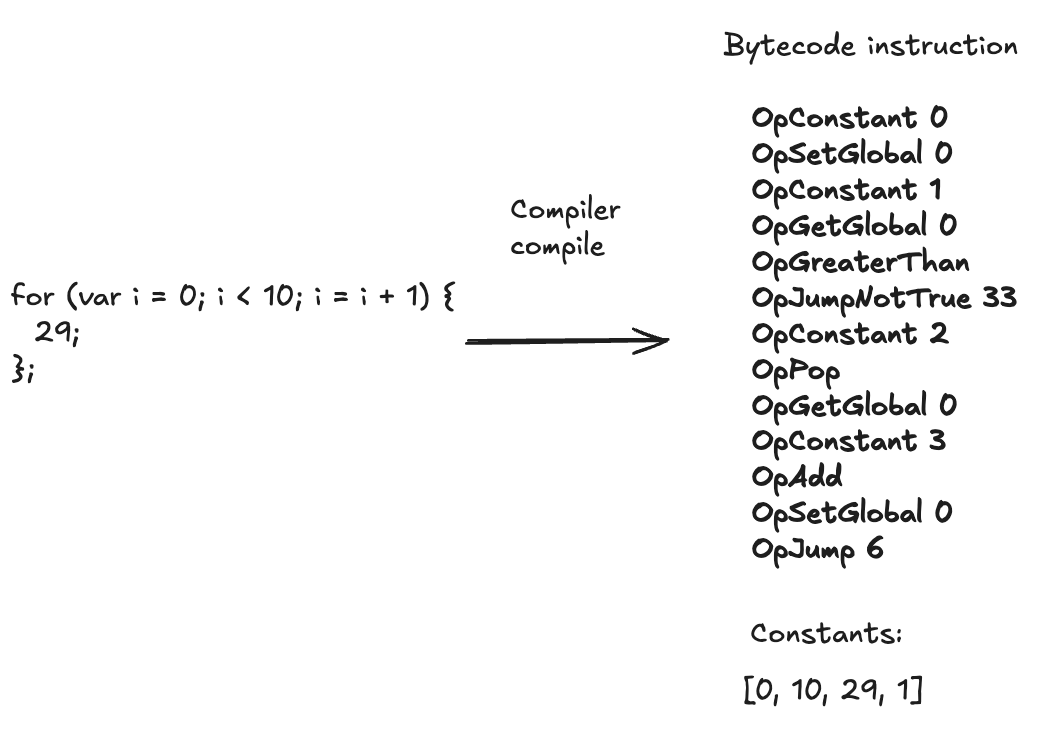 for (var i = 0; i < 10; i = i + 1) {
29;
};
Compiler
compile
Bytecode instruction
OpConstant 0
OpSetGlobal 0
OpConstant 1
OpGetGlobal 0
OpGreaterThan
OpJumpNotTrue 33
OpConstant 2
OpPop
OpGetGlobal 0
OpConstant 3
OpAdd
OpSetGlobal 0
OpJump 6
Constants:
[0, 10, 29, 1]